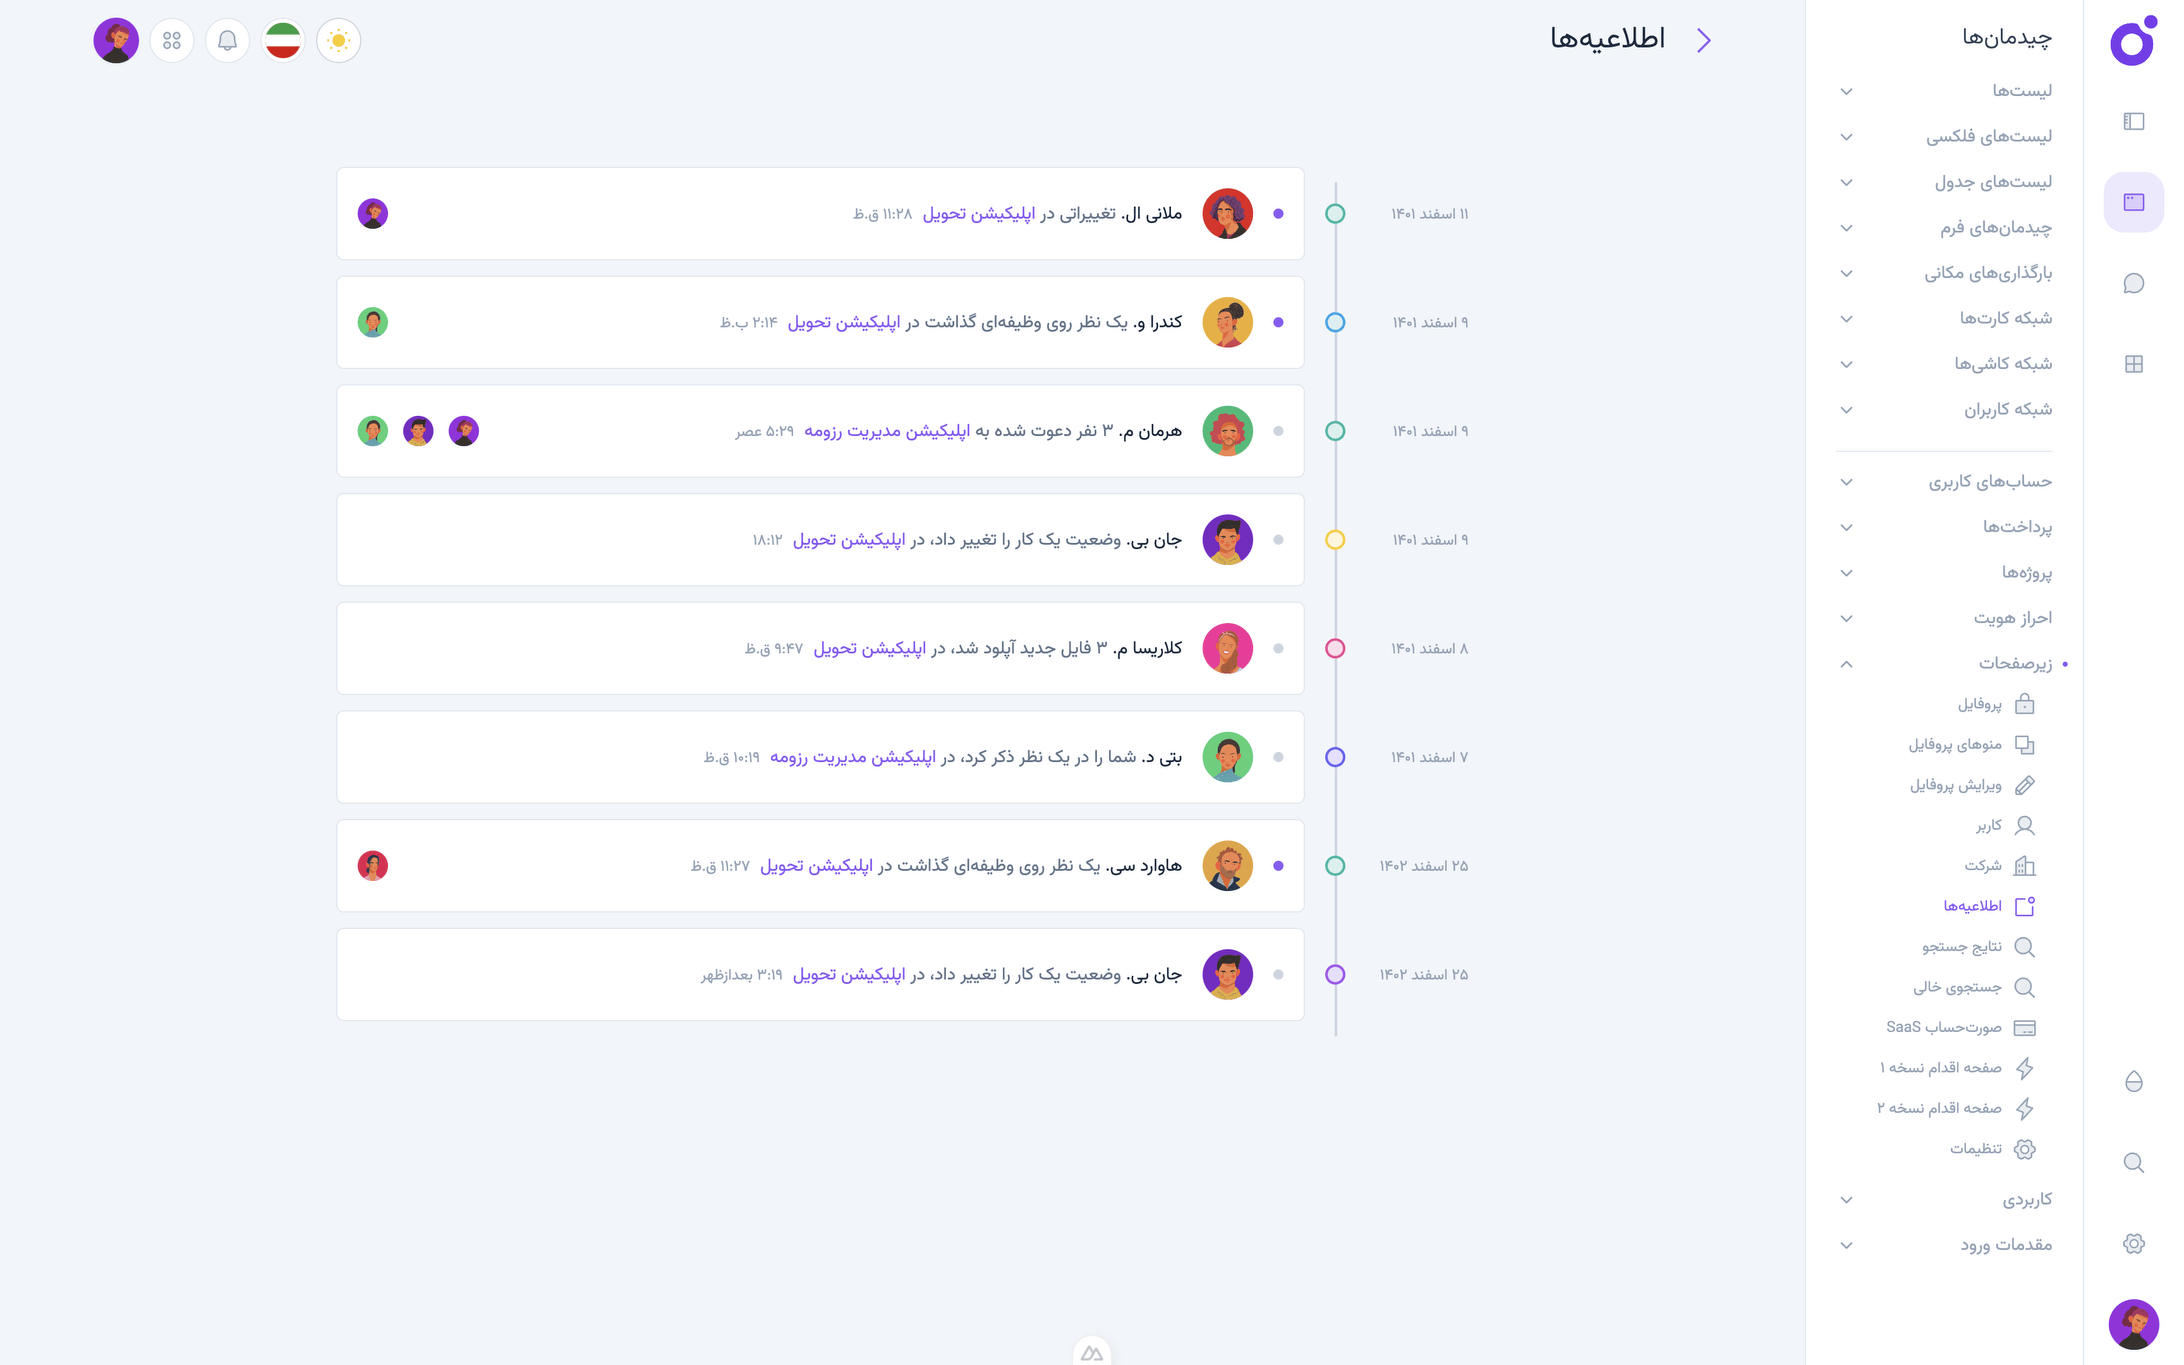 چیدمان‌ها
لیست‌ها
لیست‌های فلکسی
لیست‌های جدول
چیدمان‌های فرم
بارگذاری‌های مکانی
شبکه کارت‌ها
شبکه کاشی‌ها
شبکه کاربران
حساب‌های کاربری
پرداخت‌ها
پروژه‌ها
احراز هویت
زیرصفحات
پروفایل
منوهای پروفایل
ویرایش پروفایل
کاربر
شرکت
اطلاعیه‌ها
نتایج جستجو
جستجوی خالی
صورت‌حساب SaaS
صفحه اقدام نسخه ۱
صفحه اقدام نسخه ۲
تنظیمات
کاربردی
مقدمات ورود
اطلاعیه‌ها
۱۱ اسفند ۱۴۰۱
ملانی ال. تغییراتی در اپلیکیشن تحویل ۱۱:۲۸ ق.ظ
۹ اسفند ۱۴۰۱
کندرا و. یک نظر روی وظیفه‌ای گذاشت در اپلیکیشن تحویل ۲:۱۴ ب.ظ
۹ اسفند ۱۴۰۱
هرمان م. ۳ نفر دعوت شده به اپلیکیشن مدیریت رزومه ۵:۲۹ عصر
۹ اسفند ۱۴۰۱
جان بی. وضعیت یک کار را تغییر داد، در اپلیکیشن تحویل ۱۸:۱۲
۸ اسفند ۱۴۰۱
کلاریسا م. ۳ فایل جدید آپلود شد، در اپلیکیشن تحویل ۹:۴۷ ق.ظ
۷ اسفند ۱۴۰۱
بتی د. شما را در یک نظر ذکر کرد، در اپلیکیشن مدیریت رزومه ۱۰:۱۹ ق.ظ
۲۵ اسفند ۱۴۰۲
هاوارد سی. یک نظر روی وظیفه‌ای گذاشت در اپلیکیشن تحویل ۱۱:۲۷ ق.ظ
۲۵ اسفند ۱۴۰۲
جان بی. وضعیت یک کار را تغییر داد، در اپلیکیشن تحویل ۳:۱۹ بعدازظهر